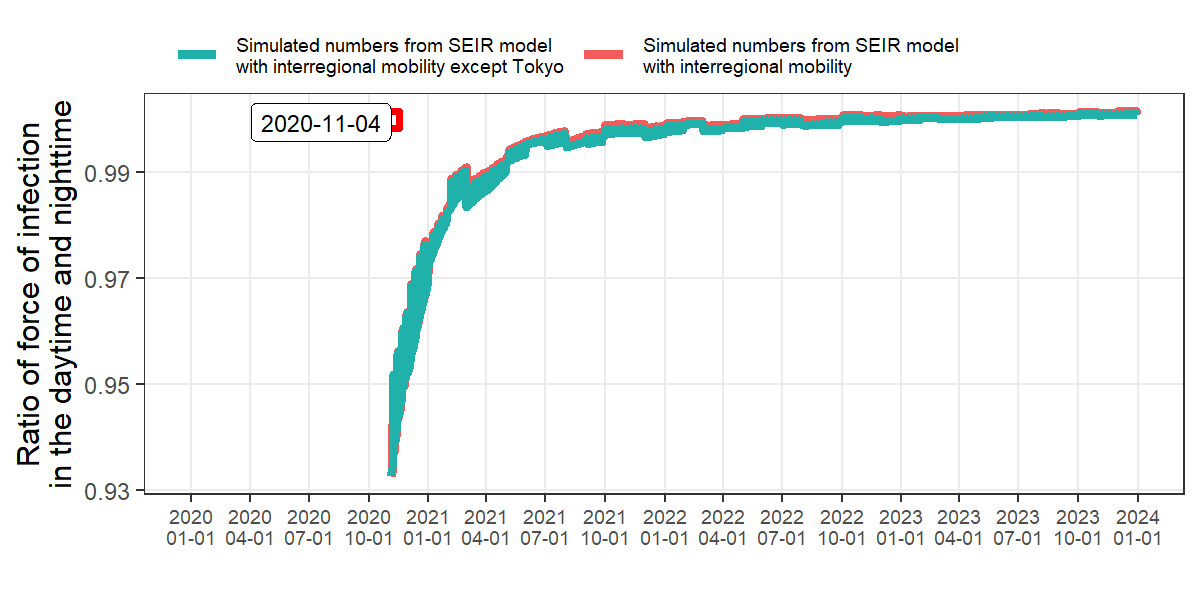 Simulated numbers from SEIR model
with interregional mobility except Tokyo
Simulated numbers from SEIR model
with interregional mobility
2020-11-04
Ratio of force of infection
in the daytime and nighttime
0.99
0.97
0.95
0.93
2020 2020 2020 2020 2021 2021 2021 2021 2022 2022 2022 2022 2023 2023 2023 2023 2024
01-01 04-01 07-01 10-01 01-01 04-01 07-01 10-01 01-01 04-01 07-01 10-01 01-01 04-01 07-01 10-01 01-01